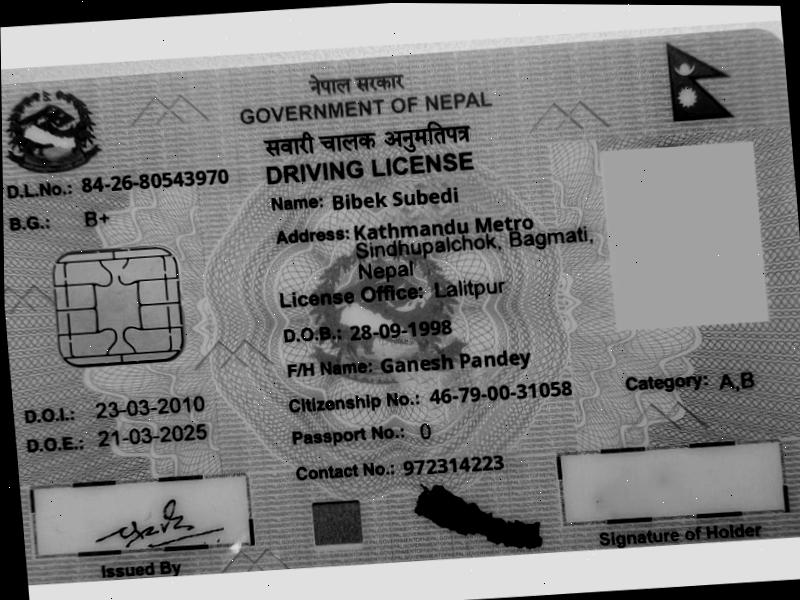 नेपाल सरकार
GOVERNMENT OF NEPAL
सवारी चालक अनुमतिपत्र
DRIVING LICENSE
D.L.No.: 84-26-80543970
B.G.: B+
Name: Bibek Subedi
Address: Kathmandu Metro
Sindhupalchok, Bagmati,
Nepal
License Office: Lalitpur
D.O.B.: 28-09-1998
F/H Name: Ganesh Pandey
Citizenship No.: 46-79-00-31058
Category: A,B
D.O.I.: 23-03-2010
D.O.E.: 21-03-2025
Passport No.: 0
Contact No.: 972314223
Issued By
Signature of Holder